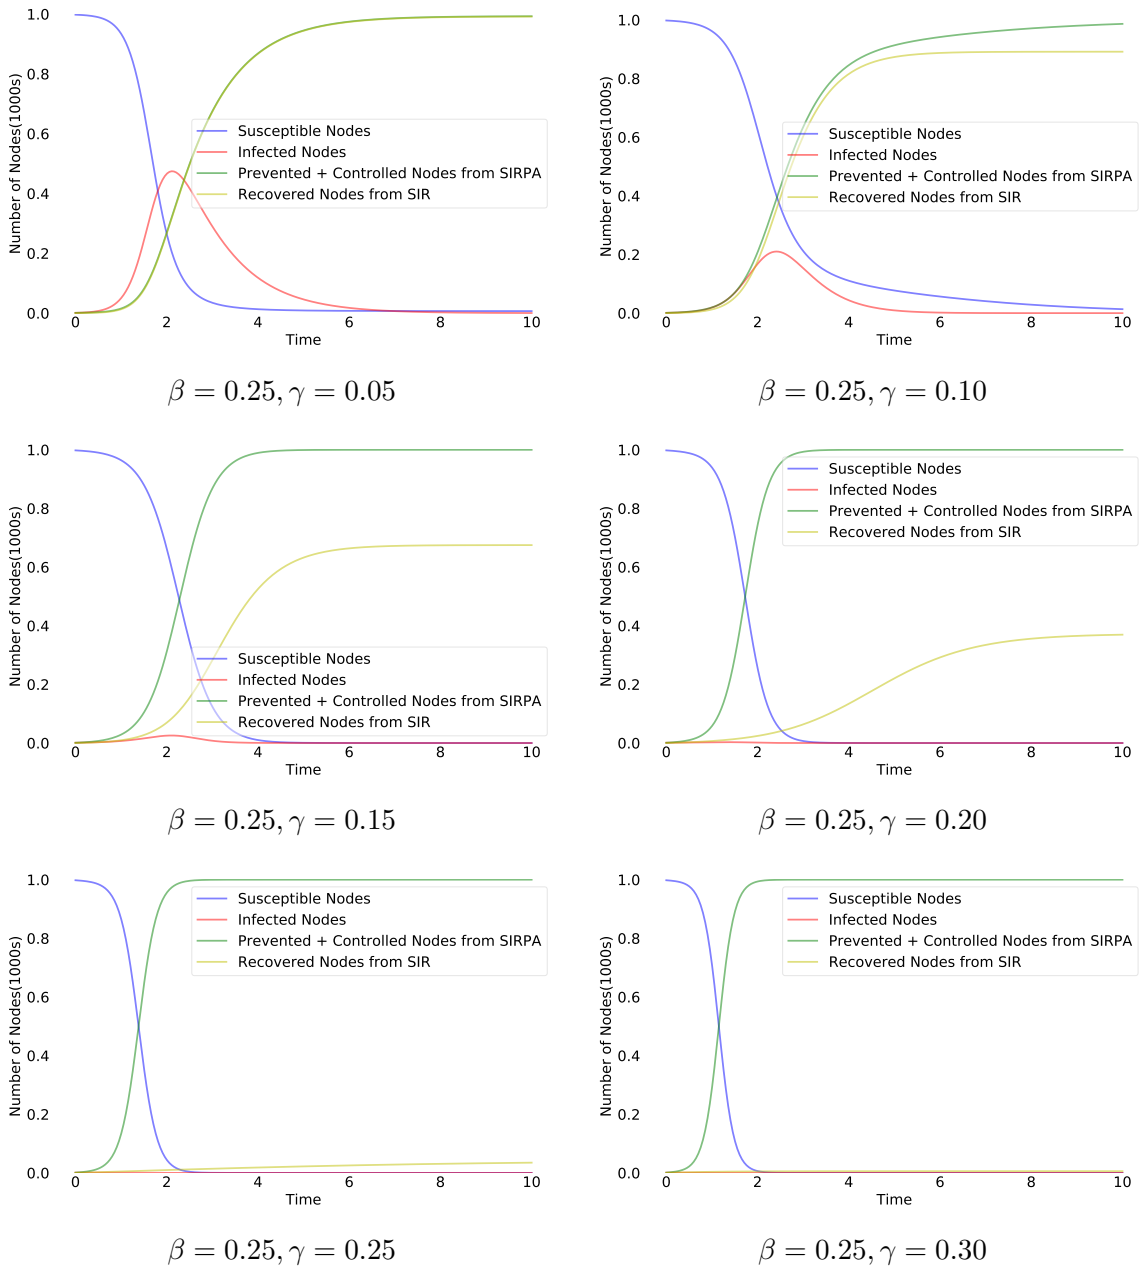 1.0
0.8
0.6
0.4
0.2
0.0
Number of Nodes(1000s)
Susceptible Nodes
Infected Nodes
Prevented + Controlled Nodes from SIRPA
Recovered Nodes from SIR
0 2 4 6 8 10
Time
β = 0.25, γ = 0.05
1.0
0.8
0.6
0.4
0.2
0.0
Number of Nodes(1000s)
Susceptible Nodes
Infected Nodes
Prevented + Controlled Nodes from SIRPA
Recovered Nodes from SIR
0 2 4 6 8 10
Time
β = 0.25, γ = 0.10
1.0
0.8
0.6
0.4
0.2
0.0
Number of Nodes(1000s)
Susceptible Nodes
Infected Nodes
Prevented + Controlled Nodes from SIRPA
Recovered Nodes from SIR
0 2 4 6 8 10
Time
β = 0.25, γ = 0.15
1.0
0.8
0.6
0.4
0.2
0.0
Number of Nodes(1000s)
Susceptible Nodes
Infected Nodes
Prevented + Controlled Nodes from SIRPA
Recovered Nodes from SIR
0 2 4 6 8 10
Time
β = 0.25, γ = 0.20
1.0
0.8
0.6
0.4
0.2
0.0
Number of Nodes(1000s)
Susceptible Nodes
Infected Nodes
Prevented + Controlled Nodes from SIRPA
Recovered Nodes from SIR
0 2 4 6 8 10
Time
β = 0.25, γ = 0.25
1.0
0.8
0.6
0.4
0.2
0.0
Number of Nodes(1000s)
Susceptible Nodes
Infected Nodes
Prevented + Controlled Nodes from SIRPA
Recovered Nodes from SIR
0 2 4 6 8 10
Time
β = 0.25, γ = 0.30